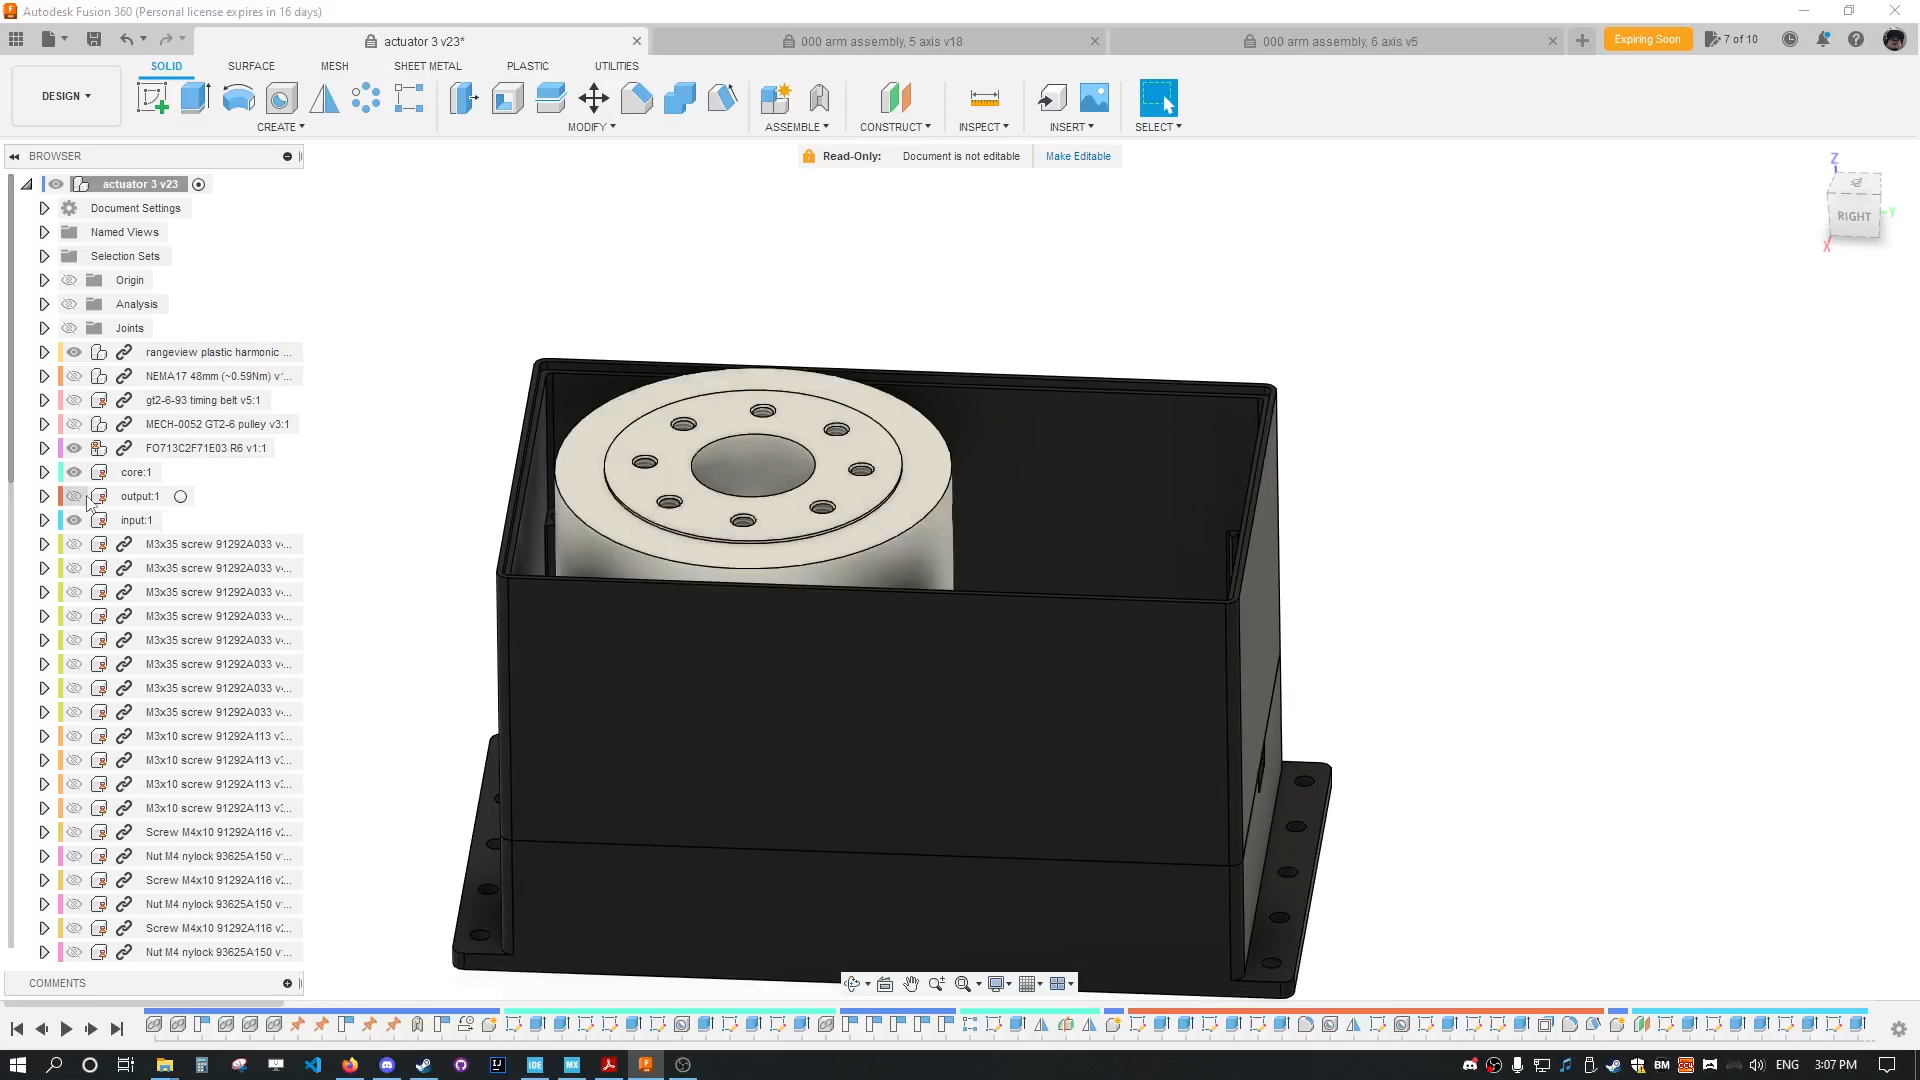 Autodesk Fusion 360 (Personal license expires in 16 days)
actuator 3 v23*
000 arm assembly, 5 axis v18
000 arm assembly, 6 axis v5
Expiring Soon
7 of 10
DESIGN
SOLID
SURFACE
MESH
SHEET METAL
PLASTIC
UTILITIES
CREATE
MODIFY
ASSEMBLE
CONSTRUCT
INSPECT
INSERT
SELECT
BROWSER
Read-Only: Document is not editable Make Editable
Z
RIGHT
Y
X
actuator 3 v23
Document Settings
Named Views
Selection Sets
Origin
Analysis
Joints
rangeview plastic harmonic ...
NEMA17 48mm (~0.59Nm) v'...
gt2-6-93 timing belt v5:1
MECH-0052 GT2-6 pulley v3:1
FO713C2F71E03 R6 v1:1
core:1
output:1
input:1
M3x35 screw 91292A033 v...
M3x35 screw 91292A033 v...
M3x35 screw 91292A033 v...
M3x35 screw 91292A033 v...
M3x35 screw 91292A033 v...
M3x35 screw 91292A033 v...
M3x35 screw 91292A033 v...
M3x35 screw 91292A033 v...
M3x10 screw 91292A113 v...
M3x10 screw 91292A113 v...
M3x10 screw 91292A113 v...
M3x10 screw 91292A113 v...
Screw M4x10 91292A116 v...
Nut M4 nylock 93625A150 v...
Screw M4x10 91292A116 v...
Nut M4 nylock 93625A150 v...
Screw M4x10 91292A116 v...
Nut M4 nylock 93625A150 v...
COMMENTS
IDE
MX
BM
ENG
3:07 PM